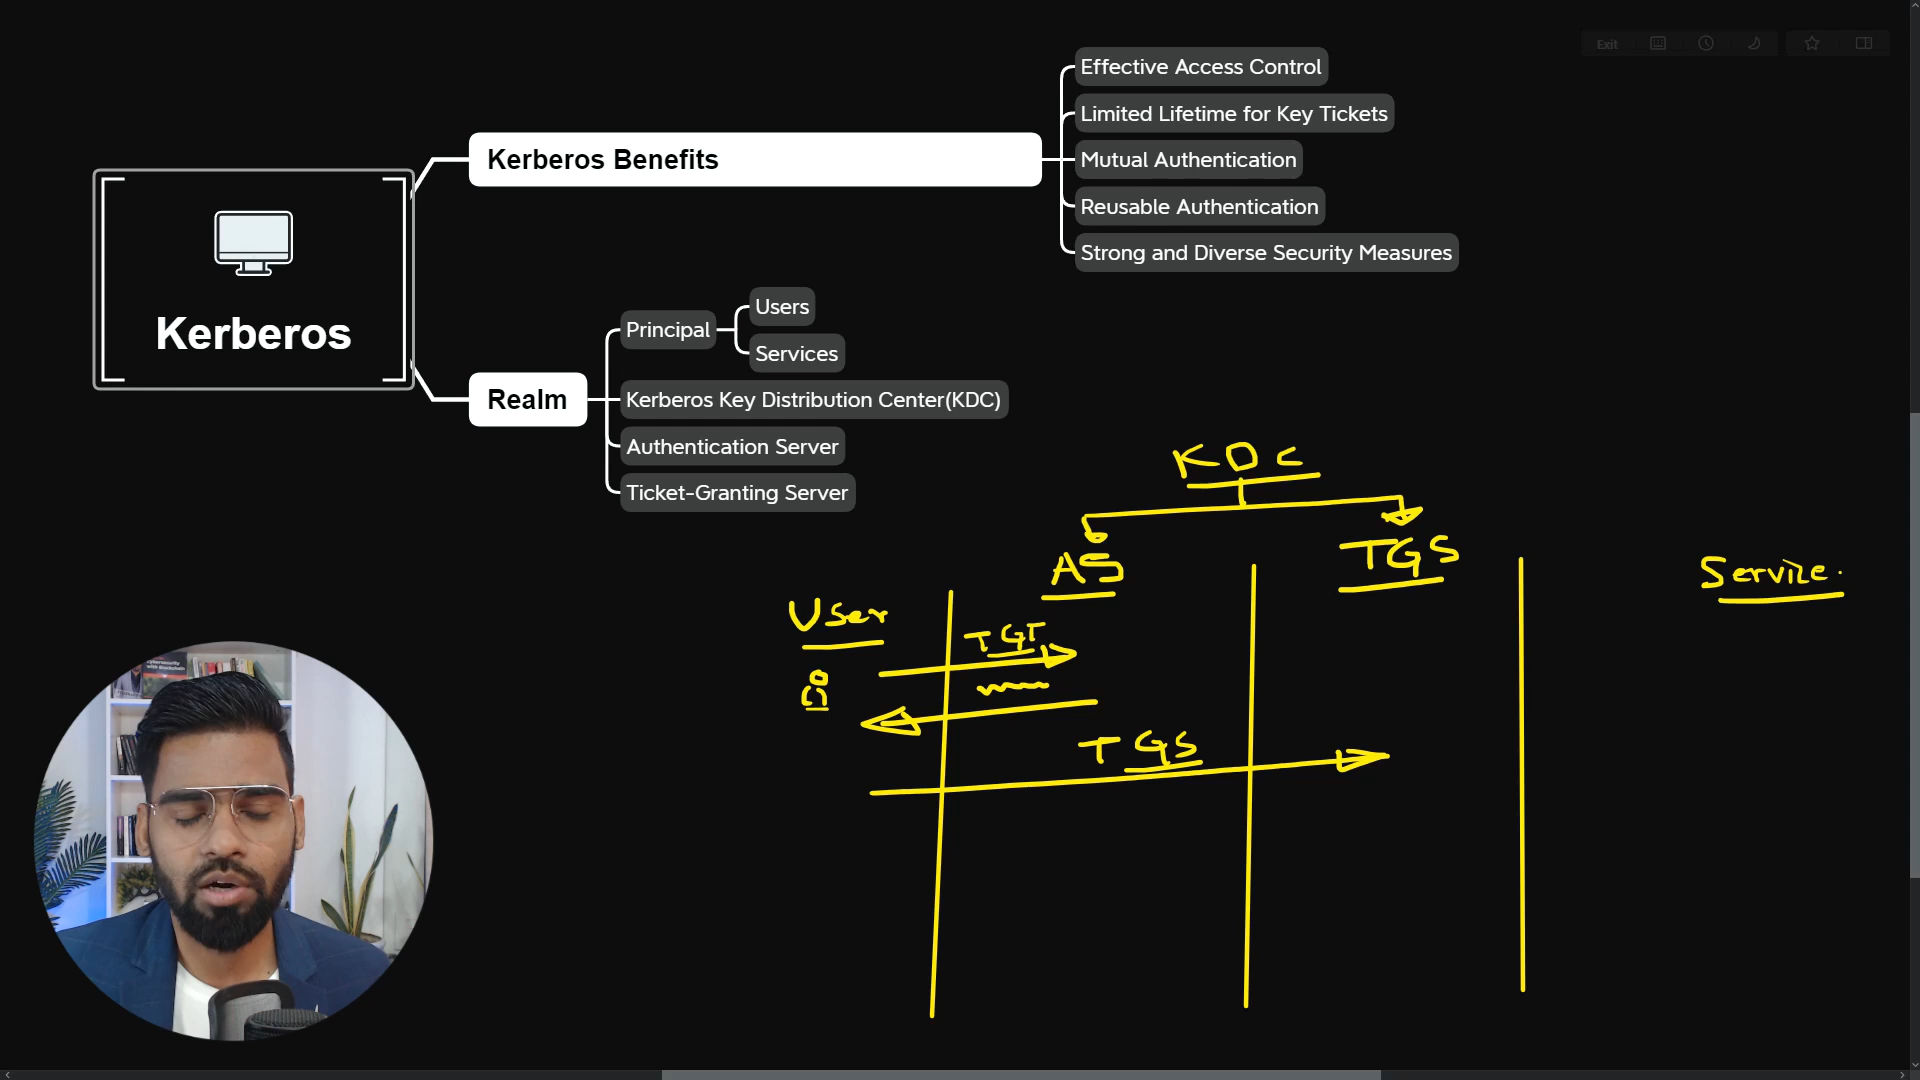 Exit
Effective Access Control
Limited Lifetime for Key Tickets
Kerberos Benefits
Mutual Authentication
Reusable Authentication
Strong and Diverse Security Measures
Kerberos
Users
Principal
Services
Realm
Kerberos Key Distribution Center(KDC)
Authentication Server
Ticket-Granting Server
KDC
AS
TGS
Service.
User
TGT
TGS